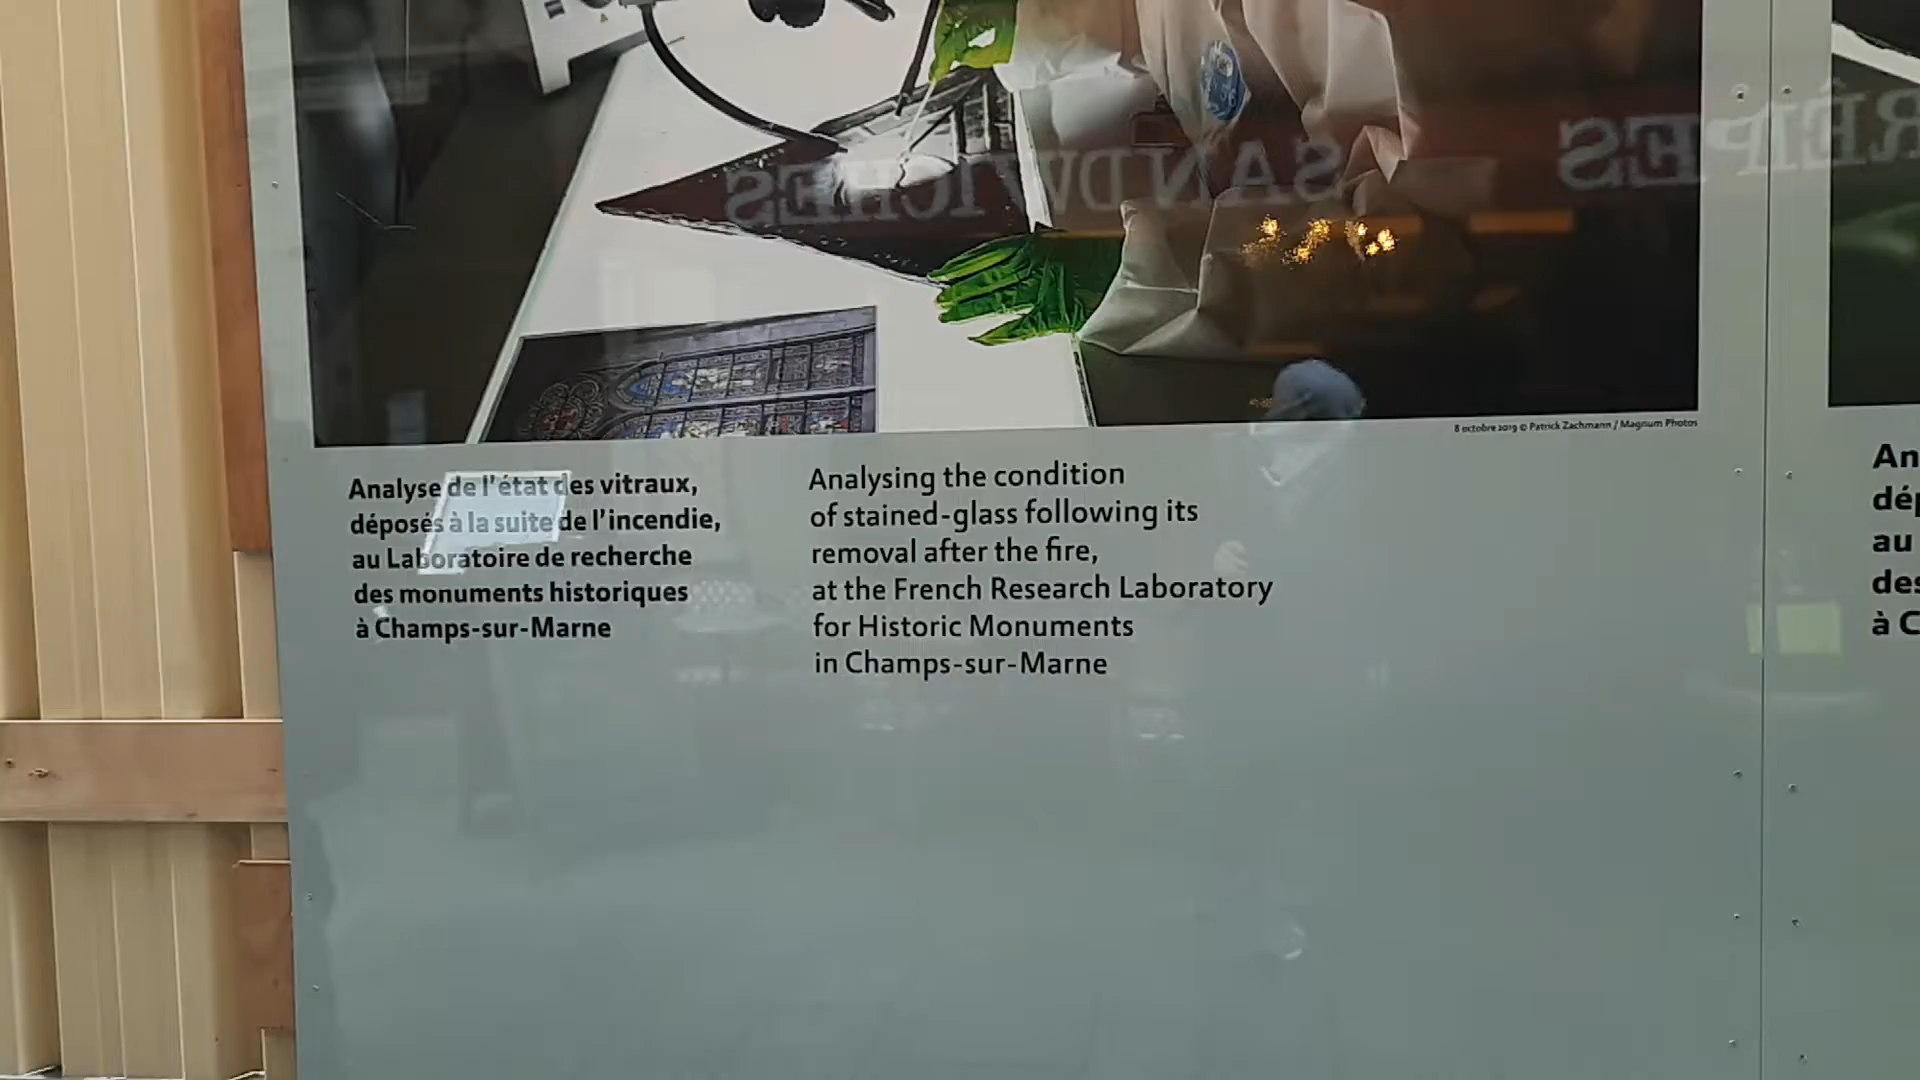 SANDWICHES
8 octobre 2019 © Patrick Zachmann / Magnum Photos
Analyse de l'état des vitraux,
déposés à la suite de l'incendie,
au Laboratoire de recherche
des monuments historiques
à Champs-sur-Marne
Analysing the condition
of stained-glass following its
removal after the fire,
at the French Research Laboratory
for Historic Monuments
in Champs-sur-Marne
An
dép
au
des
à C